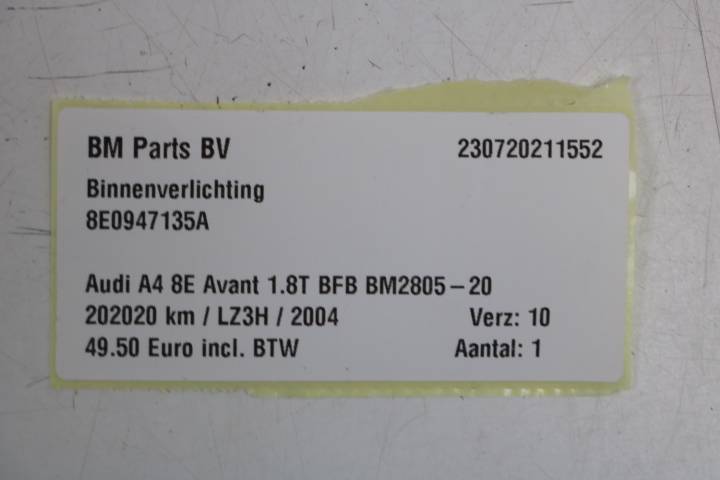 BM Parts BV 230720211552
Binnenverlichting
8E0947135A
Audi A4 8E Avant 1.8T BFB BM2805-20
202020 km / LZ3H / 2004 Verz: 10
49.50 Euro incl. BTW Aantal: 1